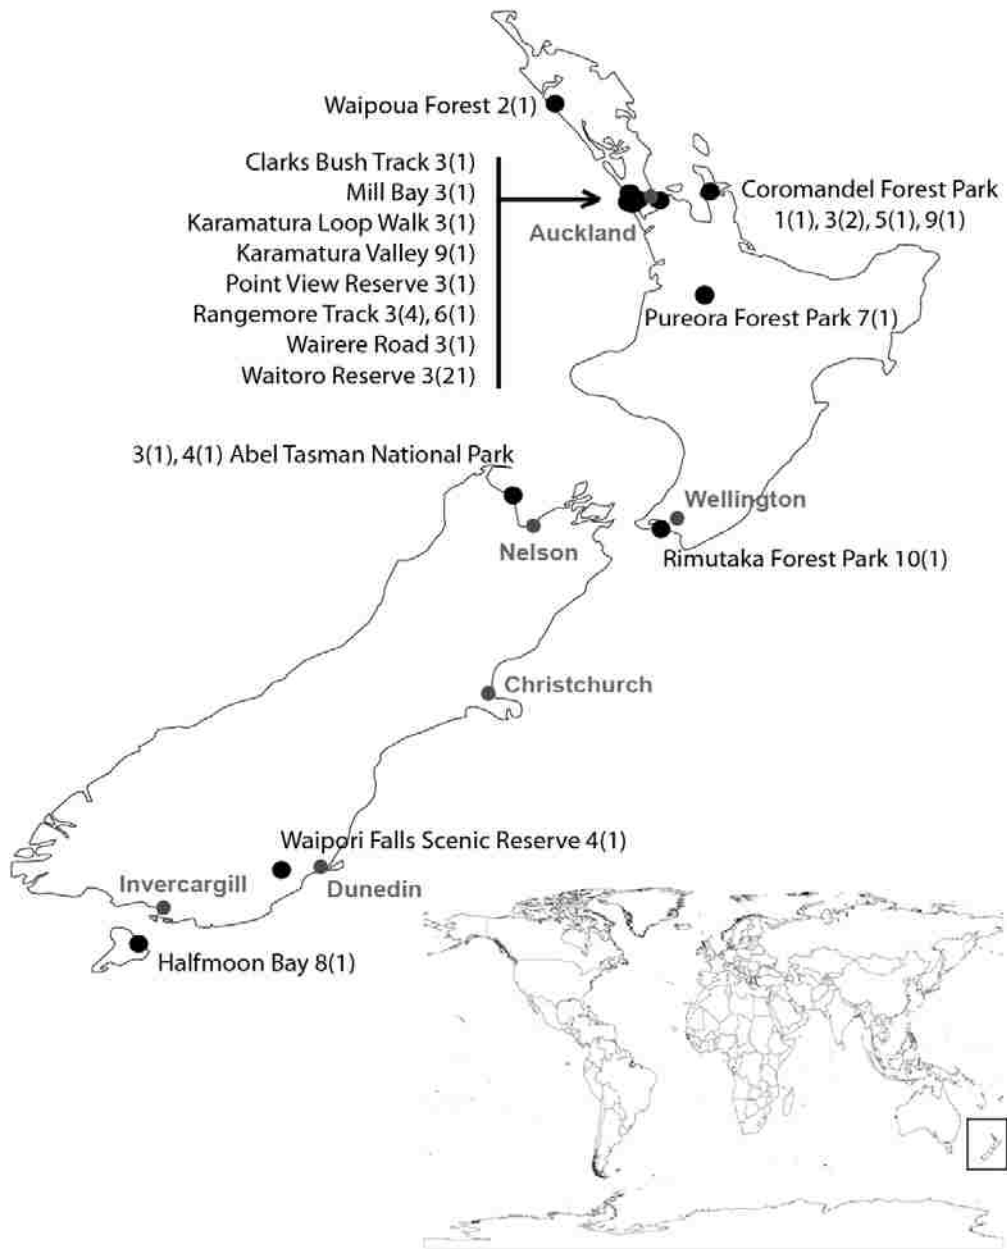 Waipoua Forest 2(1)
Clarks Bush Track 3(1)
Mill Bay 3(1)
Karamatura Loop Walk 3(1)
Karamatura Valley 9(1)
Point View Reserve 3(1)
Rangemore Track 3(4), 6(1)
Wairere Road 3(1)
Waitoro Reserve 3(21)
Auckland
Coromandel Forest Park
1(1), 3(2), 5(1), 9(1)
Pureora Forest Park 7(1)
3(1), 4(1) Abel Tasman National Park
Wellington
Nelson
Rimutaka Forest Park 10(1)
Christchurch
Waipori Falls Scenic Reserve 4(1)
Invercargill
Dunedin
Halfmoon Bay 8(1)